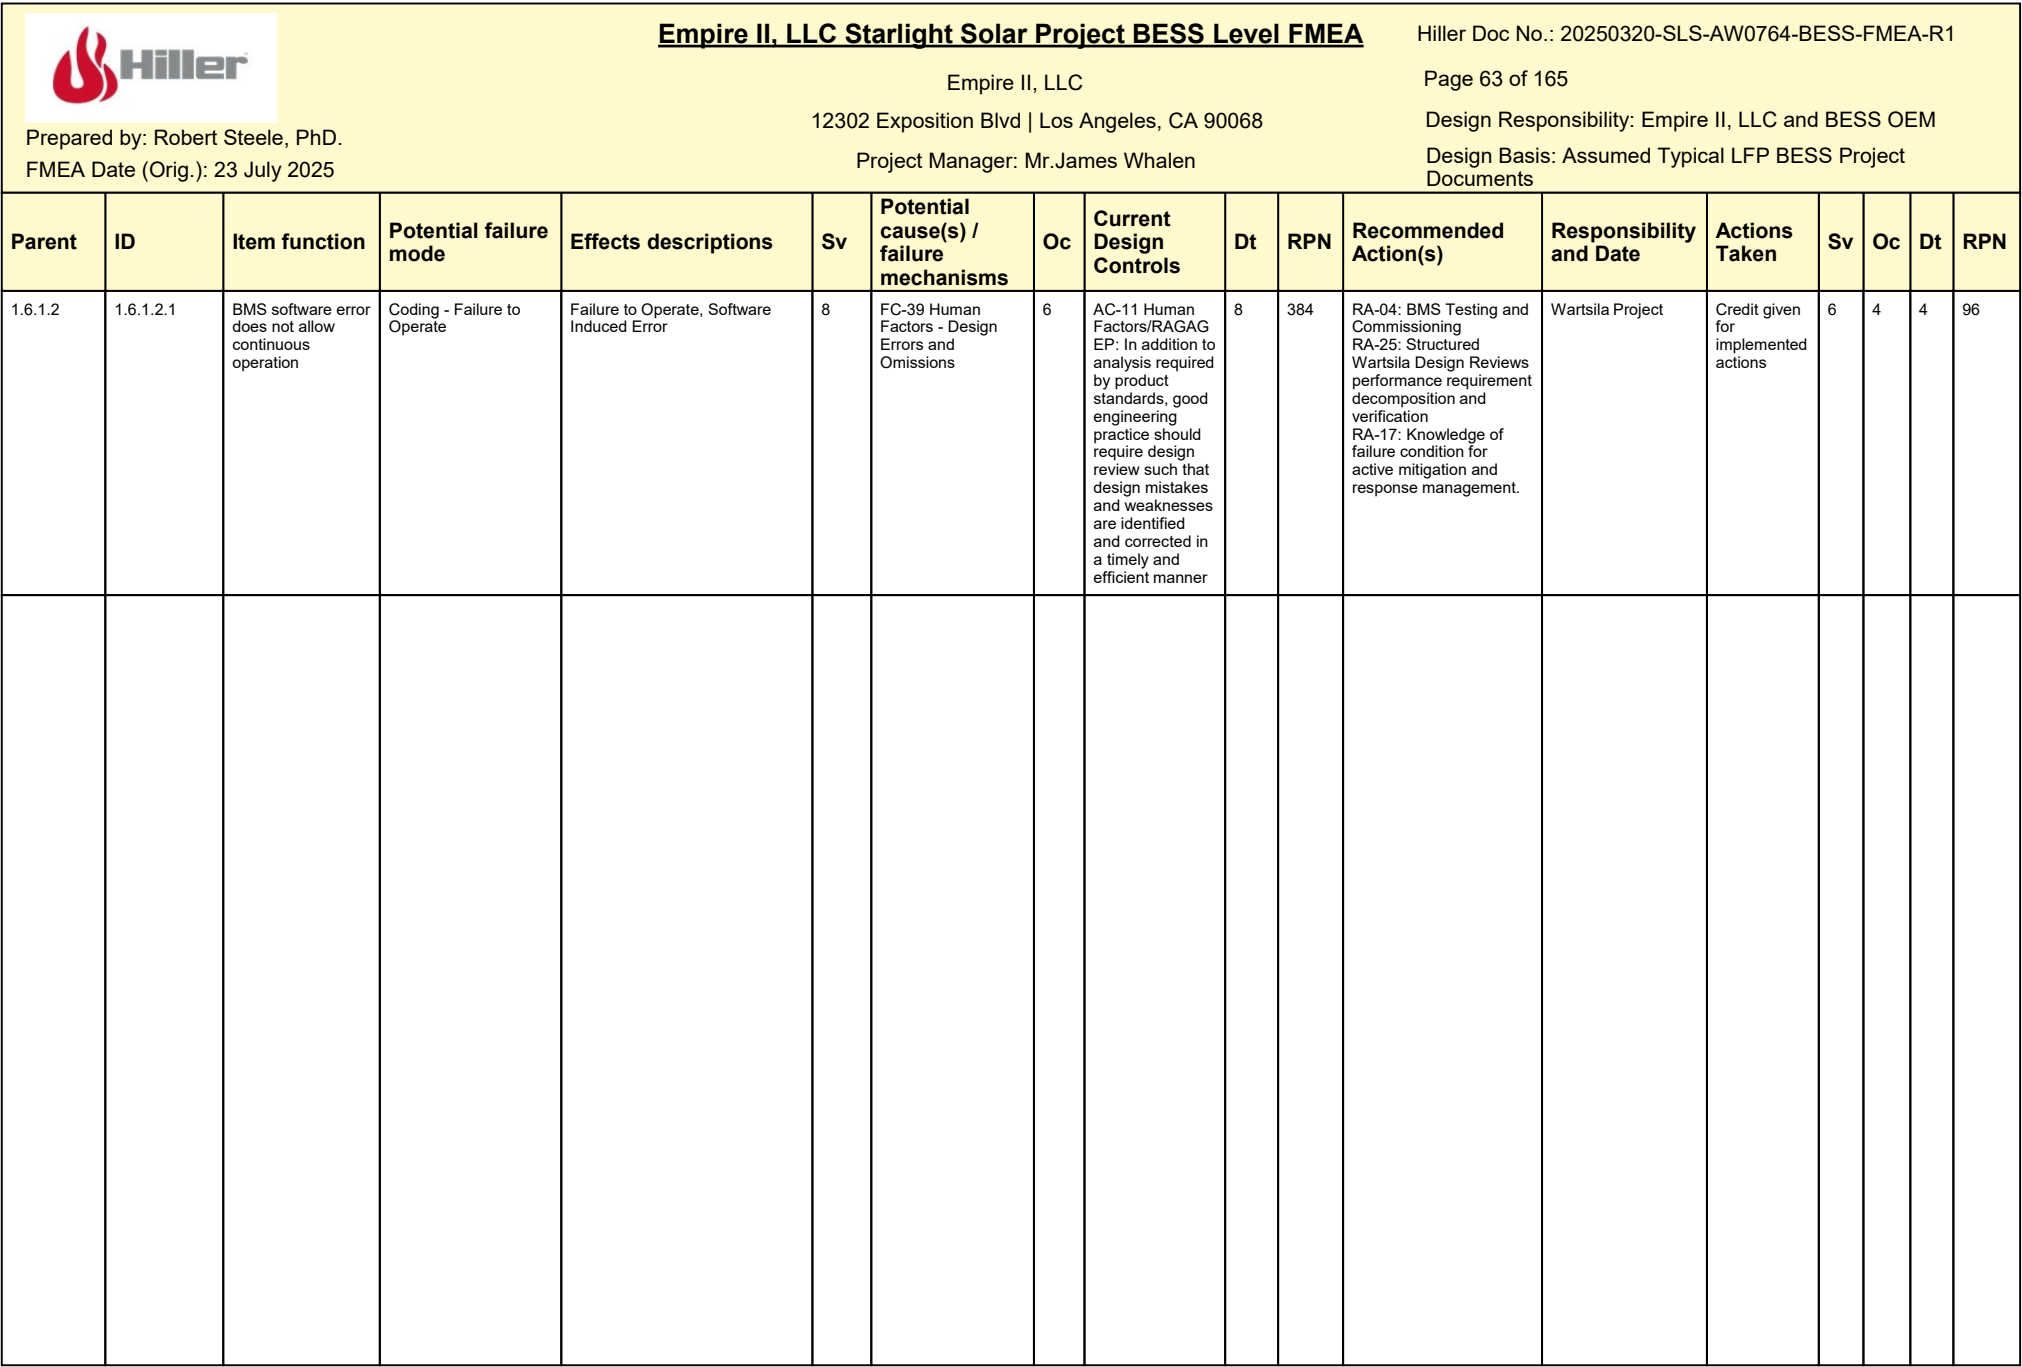 Hiller
Prepared by: Robert Steele, PhD.
FMEA Date (Orig.): 23 July 2025
Empire II, LLC Starlight Solar Project BESS Level FMEA
Empire II, LLC
12302 Exposition Blvd | Los Angeles, CA 90068
Project Manager: Mr.James Whalen
Hiller Doc No.: 20250320-SLS-AW0764-BESS-FMEA-R1
Page 63 of 165
Design Responsibility: Empire II, LLC and BESS OEM
Design Basis: Assumed Typical LFP BESS Project
Documents
Parent
ID
Item function
Potential failure
mode
Effects descriptions
Sv
Potential
cause(s) /
failure
mechanisms
Oc
Current
Design
Controls
Dt
RPN
Recommended
Action(s)
Responsibility
and Date
Actions
Taken
Sv
Oc
Dt
RPN
1.6.1.2
1.6.1.2.1
BMS software error
does not allow
continuous
operation
Coding - Failure to
Operate
Failure to Operate, Software
Induced Error
8
FC-39 Human
Factors - Design
Errors and
Omissions
6
AC-11 Human
Factors/RAGAG
EP: In addition to
analysis required
by product
standards, good
engineering
practice should
require design
review such that
design mistakes
and weaknesses
are identified
and corrected in
a timely and
efficient manner
8
384
RA-04: BMS Testing and
Commissioning
RA-25: Structured
Wartsila Design Reviews
performance requirement
decomposition and
verification
RA-17: Knowledge of
failure condition for
active mitigation and
response management.
Wartsila Project
Credit given
for
implemented
actions
6
4
4
96